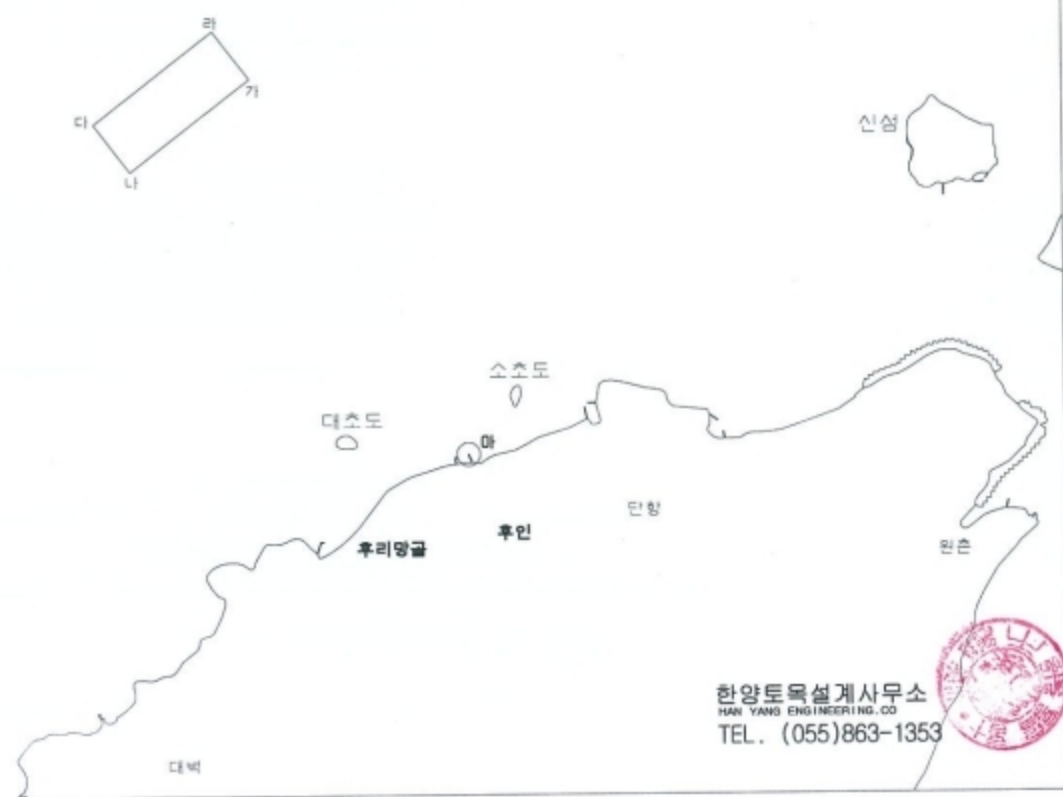 라
가
다
나
신섬
소초도
대초도
마
단항
후인
후리망골
원촌
한양토목설계사무소
HAN YANG ENGINEERING.CO
TEL. (055)863-1353
대벽